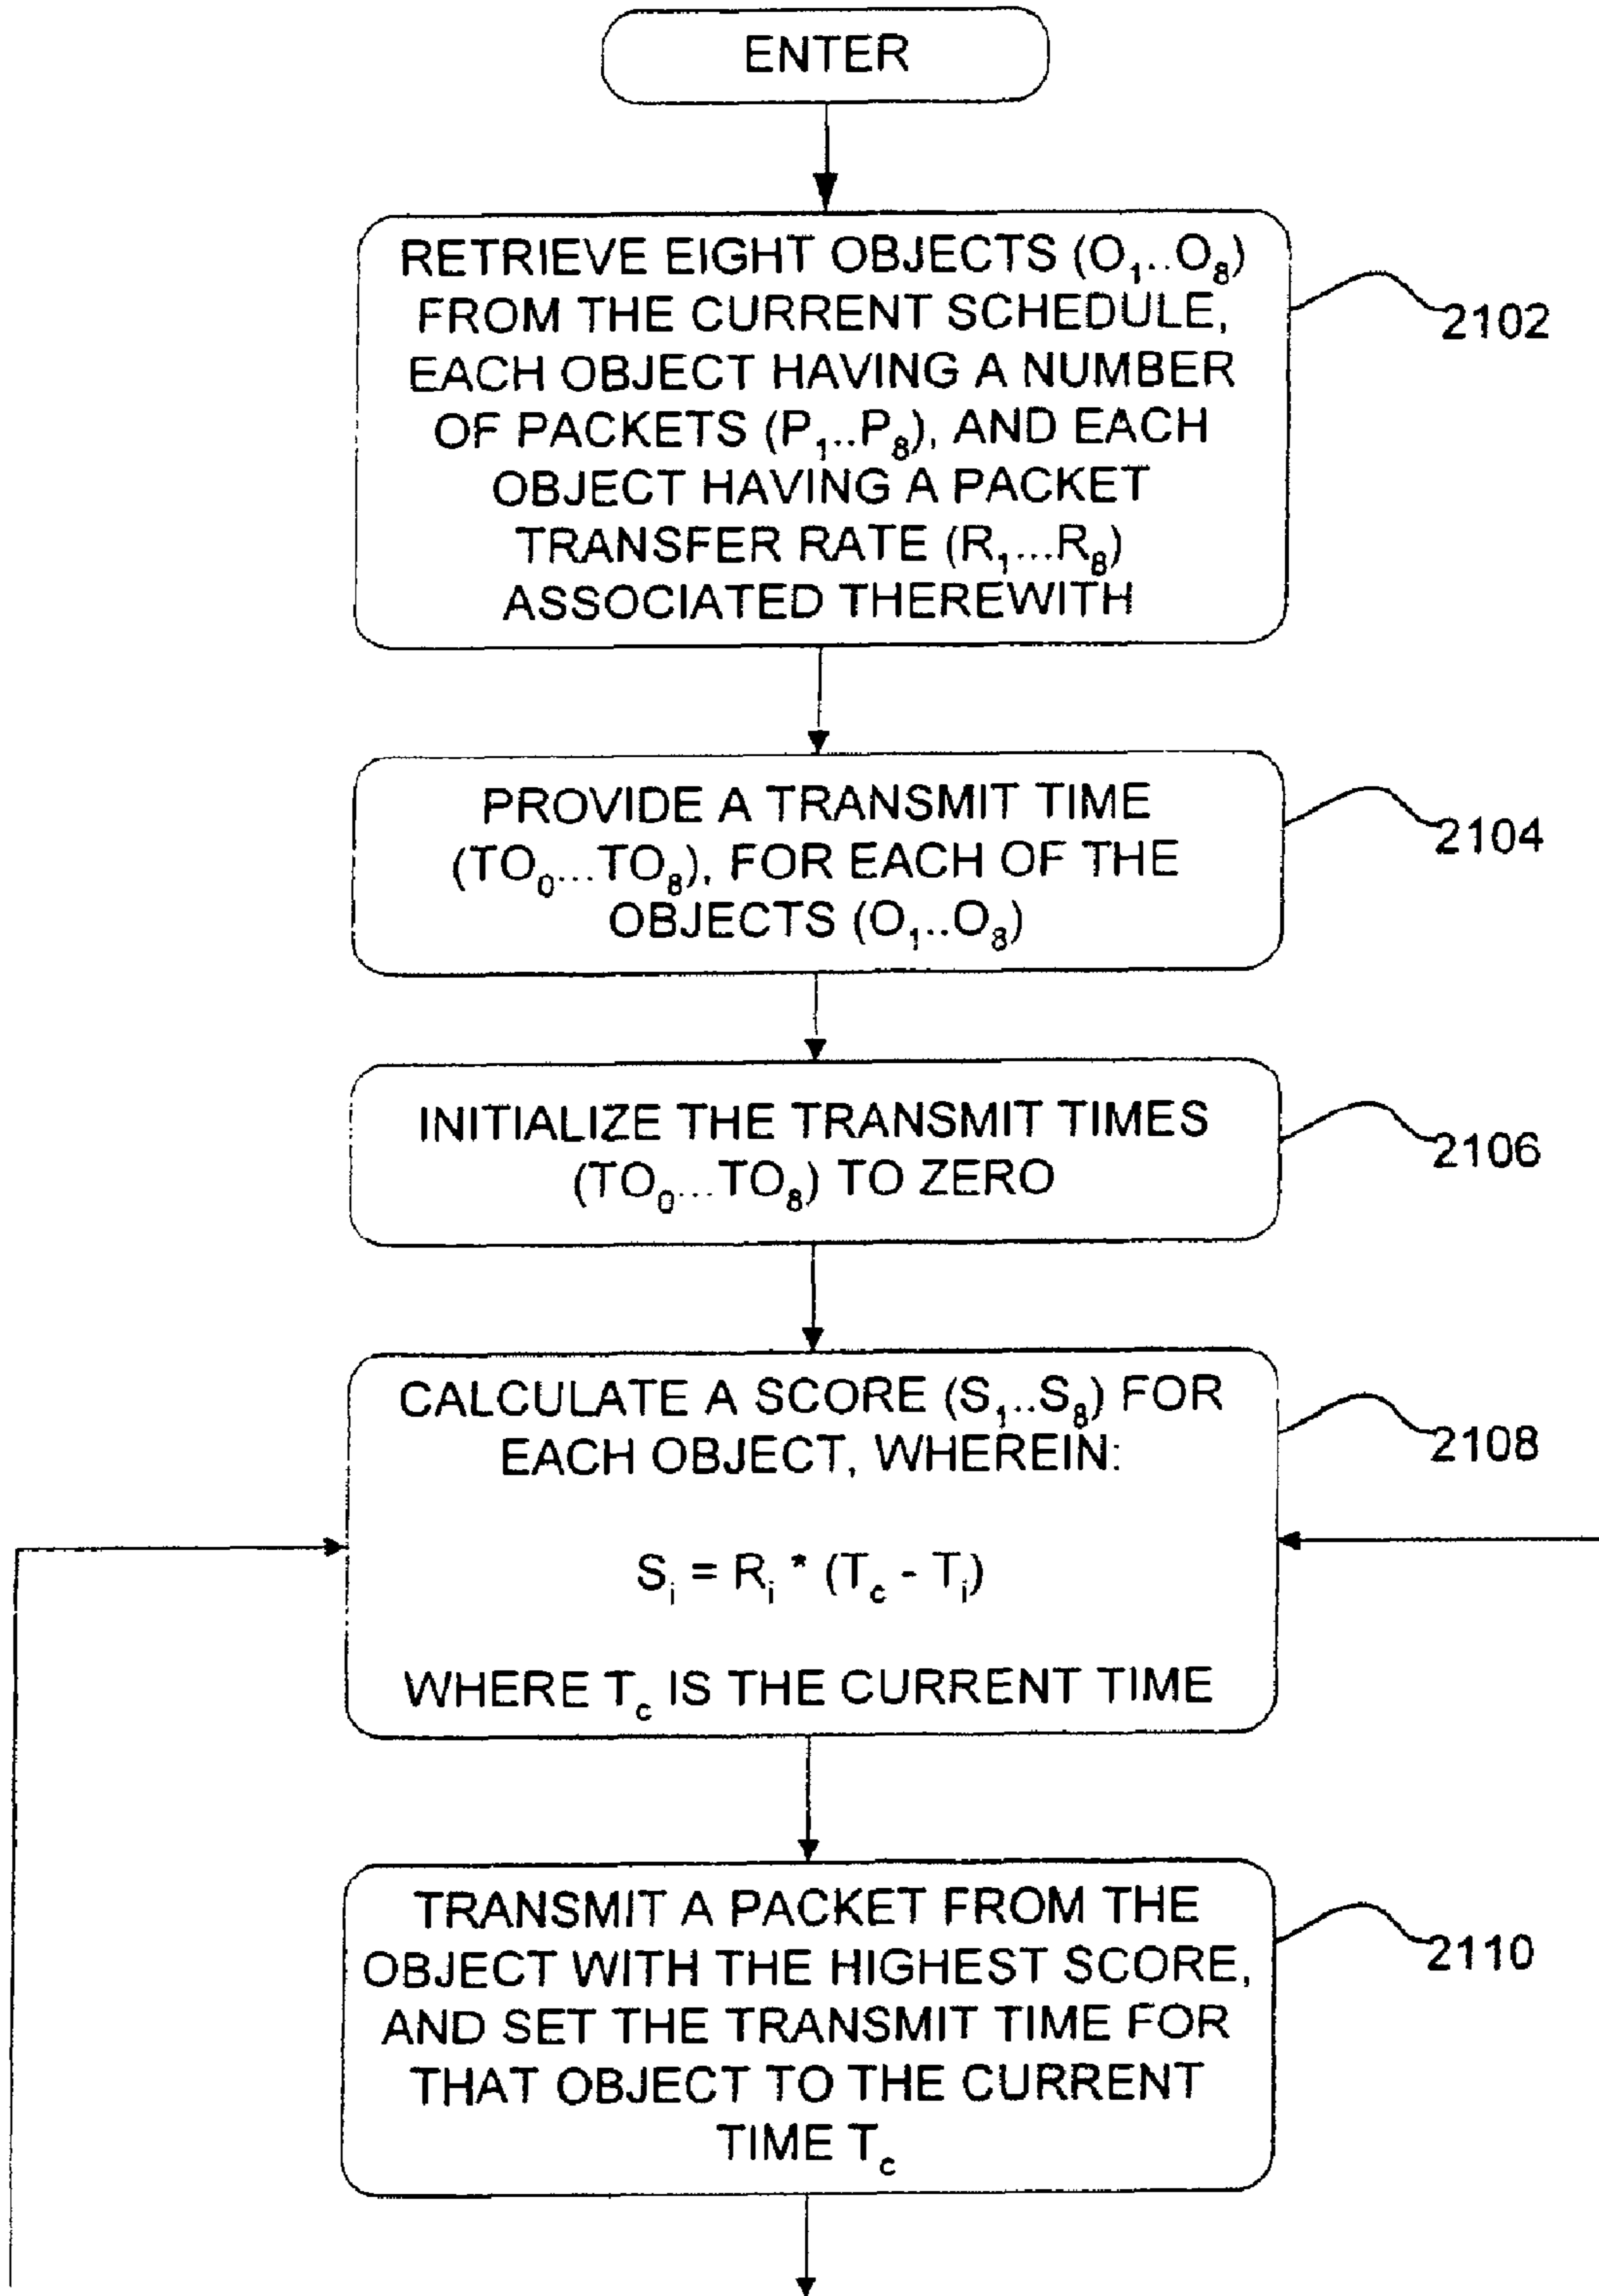 ENTER
RETRIEVE EIGHT OBJECTS (O₁..O₈)
FROM THE CURRENT SCHEDULE,
EACH OBJECT HAVING A NUMBER
OF PACKETS (P₁..P₈), AND EACH
OBJECT HAVING A PACKET
TRANSFER RATE (R₁...R₈)
ASSOCIATED THEREWITH
2102
PROVIDE A TRANSMIT TIME
(TO₀...TO₈), FOR EACH OF THE
OBJECTS (O₁..O₈)
2104
INITIALIZE THE TRANSMIT TIMES
(TO₀...TO₈) TO ZERO
2106
CALCULATE A SCORE (S₁..S₈) FOR
EACH OBJECT, WHEREIN:
Sᵢ = Rᵢ * (T꜀ - Tᵢ)
WHERE T꜀ IS THE CURRENT TIME
2108
TRANSMIT A PACKET FROM THE
OBJECT WITH THE HIGHEST SCORE,
AND SET THE TRANSMIT TIME FOR
THAT OBJECT TO THE CURRENT
TIME T꜀
2110